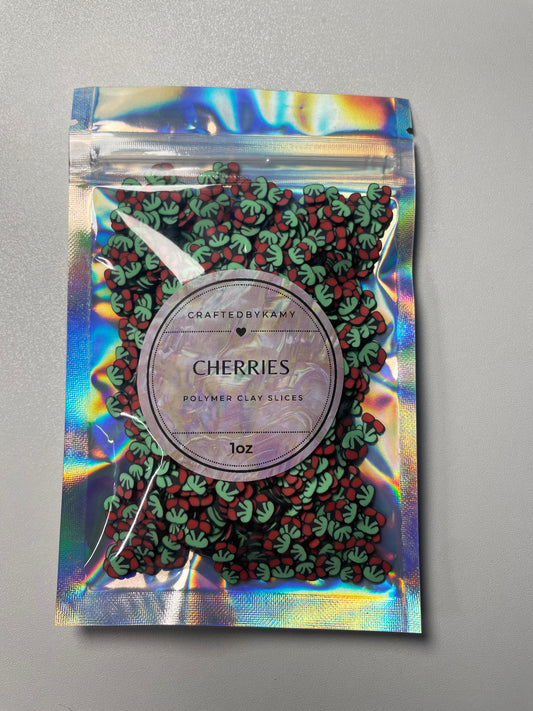 CRAFTEDBYKAMY
CHERRIES
POLYMER CLAY SLICES
1oz